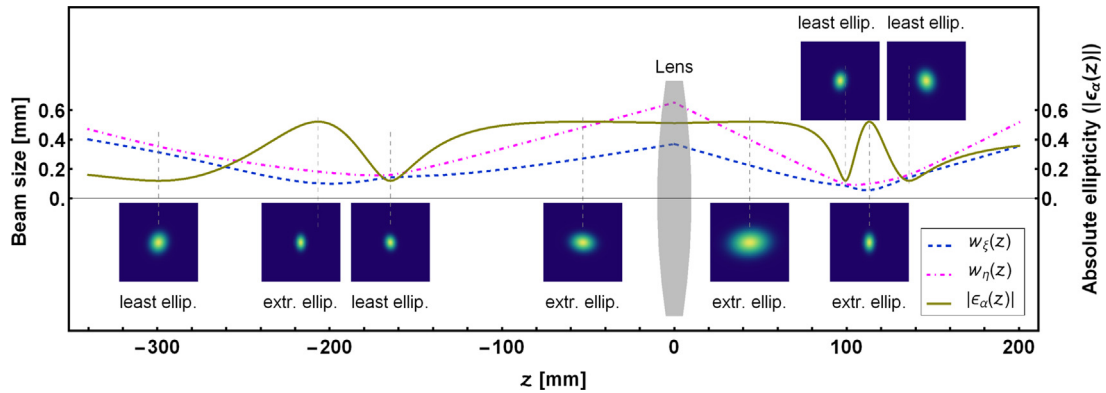 least ellip. least ellip.
Lens
Beam size [mm]
0.6
0.4
0.2
0.
0.6
0.4
0.2
0.
Absolute ellipticity (|ϵα(z)|)
least ellip. extr. ellip. least ellip. extr. ellip. extr. ellip. extr. ellip.
wξ(z)
wη(z)
|ϵα(z)|
−300 −200 −100 0 100 200
z [mm]